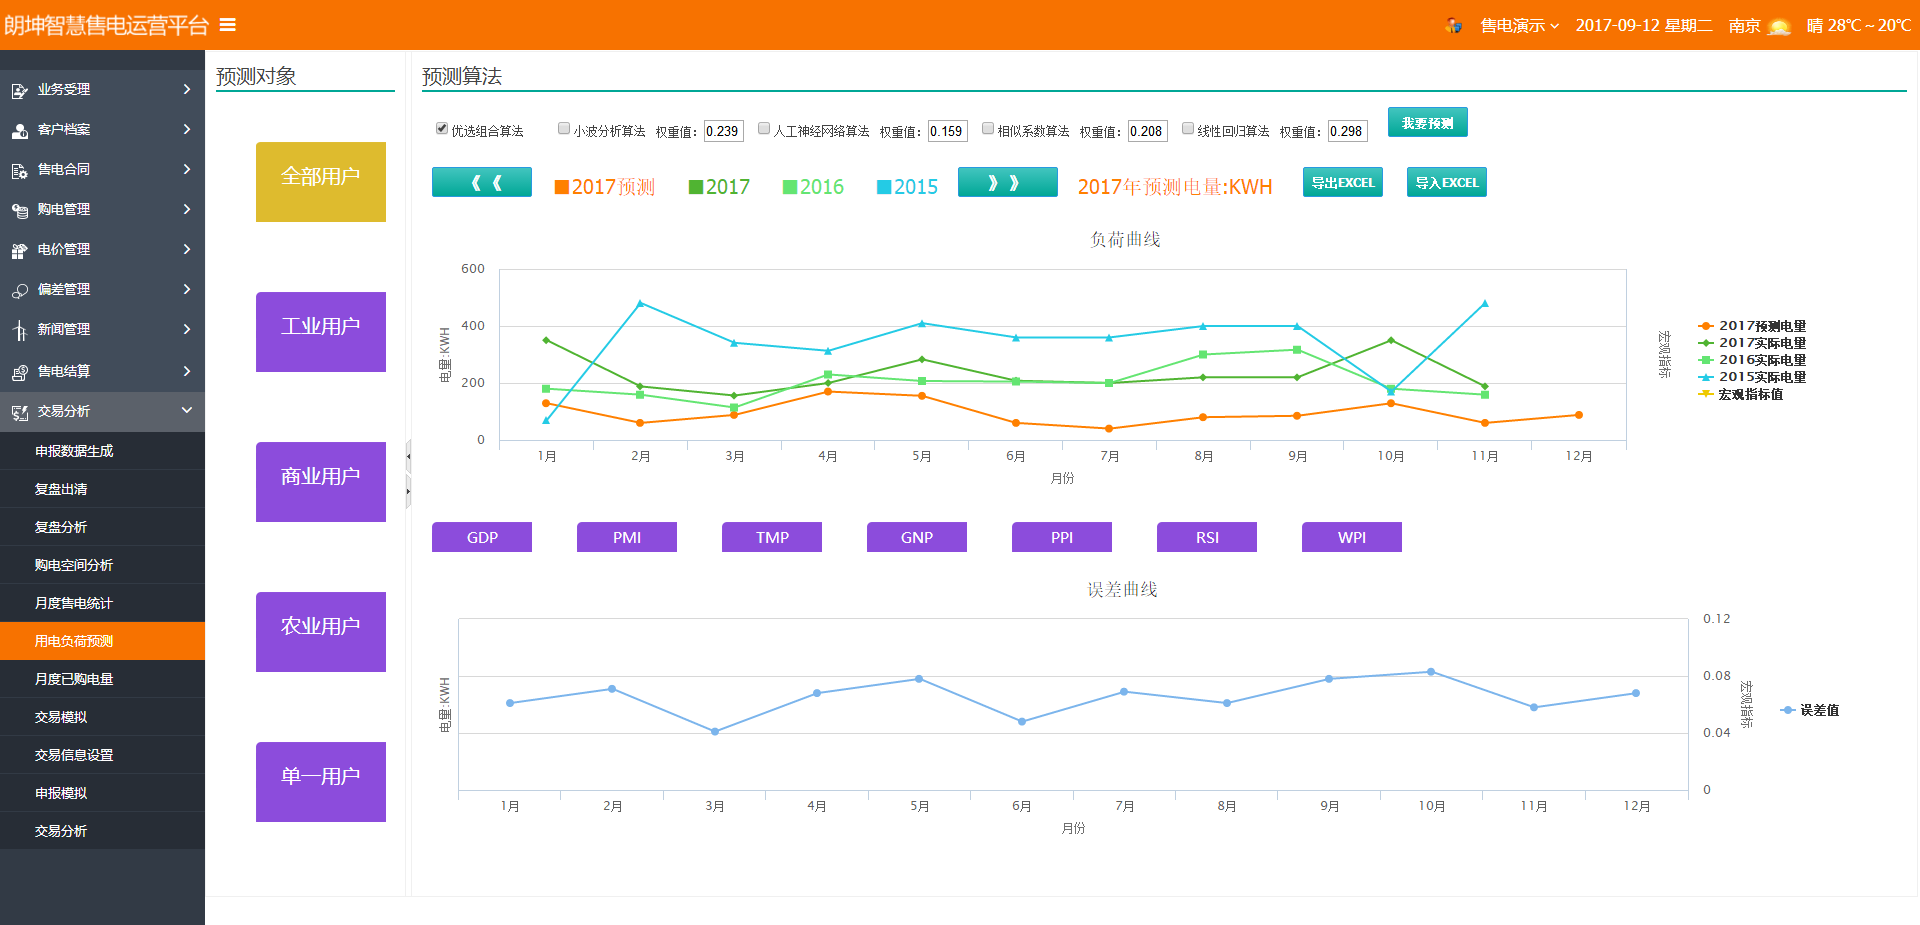 朗坤智慧售电运营平台
售电演示 2017-09-12 星期二 南京 晴 28℃ ~ 20℃
业务受理
客户档案
售电合同
购电管理
电价管理
偏差管理
新闻管理
售电结算
交易分析
申报数据生成
复盘出清
复盘分析
购电空间分析
月度售电统计
用电负荷预测
月度已购电量
交易模拟
交易信息设置
申报模拟
交易分析
预测对象
全部用户
工业用户
商业用户
农业用户
单一用户
预测算法
优选组合算法 小波分析算法 权重值: 0.239 人工神经网络算法 权重值: 0.159 相似系数算法 权重值: 0.208 线性回归算法 权重值: 0.298 我要预测
《 《 ■2017预测 ■2017 ■2016 ■2015 》 》 2017年预测电量:KWH 导出EXCEL 导入EXCEL
负荷曲线
600
400
200
0
电量:KWH
1月 2月 3月 4月 5月 6月 7月 8月 9月 10月 11月 12月
月份
宏观指标
2017预测电量
2017实际电量
2016实际电量
2015实际电量
宏观指标值
GDP PMI TMP GNP PPI RSI WPI
误差曲线
电量:KWH
0.12
0.08
0.04
0
宏观指标
误差值
1月 2月 3月 4月 5月 6月 7月 8月 9月 10月 11月 12月
月份